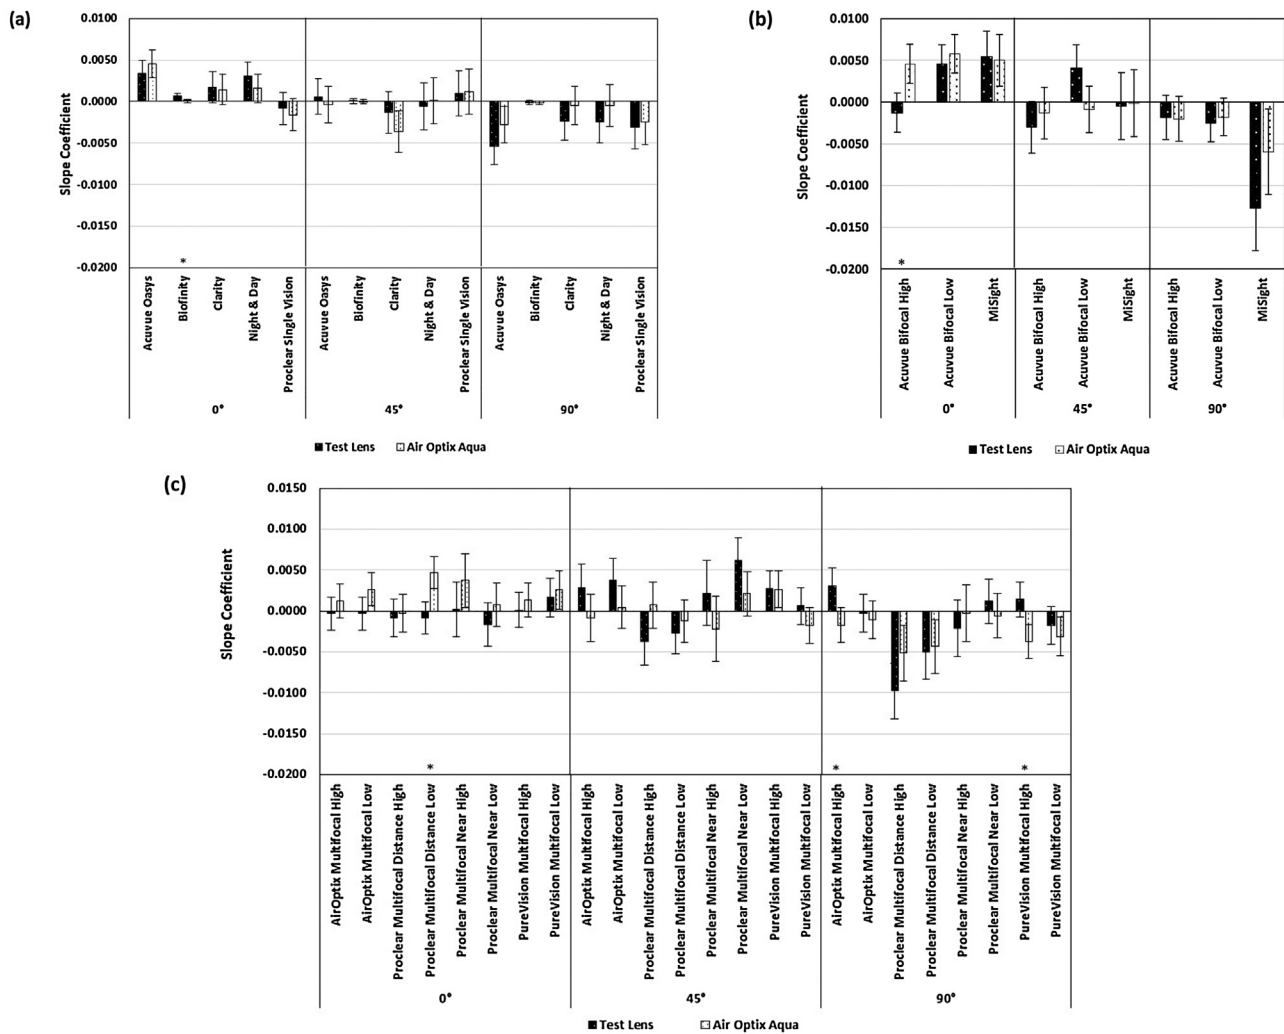 (a)
0.0100
0.0050
0.0000
-0.0050
-0.0100
-0.0150
-0.0200
Slope Coefficient
*
Acuvue Oasys
Biofinity
Clarity
Night & Day
Proclear Single Vision
Acuvue Oasys
Biofinity
Clarity
Night & Day
Proclear Single Vision
Acuvue Oasys
Biofinity
Clarity
Night & Day
Proclear Single Vision
0° 45° 90°
Test Lens Air Optix Aqua
(b)
0.0100
0.0050
0.0000
-0.0050
-0.0100
-0.0150
-0.0200
Slope Coefficient
*
Acuvue Bifocal High
Acuvue Bifocal Low
MiSight
Acuvue Bifocal High
Acuvue Bifocal Low
MiSight
Acuvue Bifocal High
Acuvue Bifocal Low
MiSight
0° 45° 90°
Test Lens Air Optix Aqua
(c)
0.0150
0.0100
0.0050
0.0000
-0.0050
-0.0100
-0.0150
-0.0200
Slope Coefficient
* * *
AirOptix Multifocal High
AirOptix Multifocal Low
Proclear Multifocal Distance High
Proclear Multifocal Distance Low
Proclear Multifocal Near High
Proclear Multifocal Near Low
PureVision Multifocal High
PureVision Multifocal Low
AirOptix Multifocal High
AirOptix Multifocal Low
Proclear Multifocal Distance High
Proclear Multifocal Distance Low
Proclear Multifocal Near High
Proclear Multifocal Near Low
PureVision Multifocal High
PureVision Multifocal Low
AirOptix Multifocal High
AirOptix Multifocal Low
Proclear Multifocal Distance High
Proclear Multifocal Distance Low
Proclear Multifocal Near High
Proclear Multifocal Near Low
PureVision Multifocal High
PureVision Multifocal Low
0° 45° 90°
Test Lens Air Optix Aqua